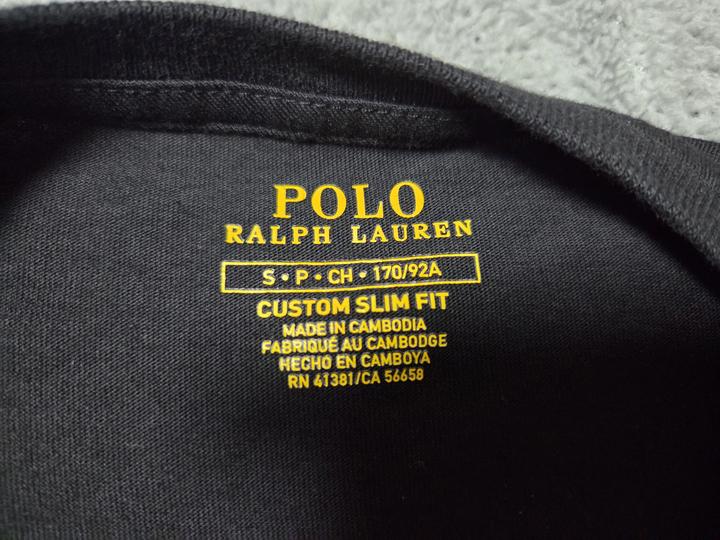 POLO
RALPH LAUREN
S • P • CH • 170/92A
CUSTOM SLIM FIT
MADE IN CAMBODIA
FABRIQUÉ AU CAMBODGE
HECHO EN CAMBOYA
RN 41381/CA 56658